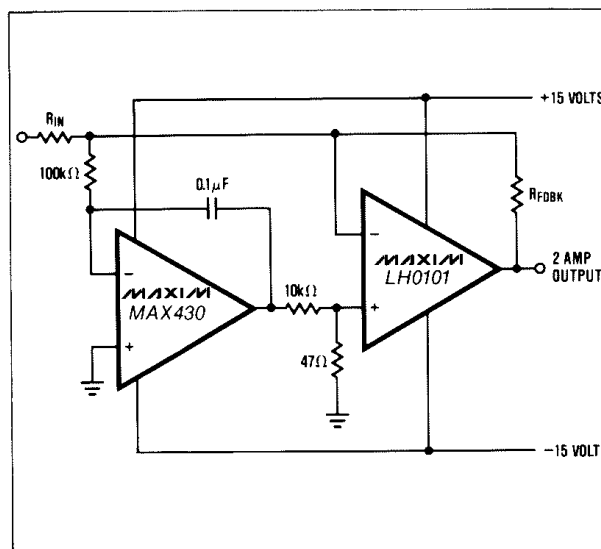 +15 VOLTS
RIN
100kΩ
0.1μF
RFDBK
−
MAXIM
MAX430
+
10kΩ
47Ω
−
MAXIM
LH0101
+
2 AMP
OUTPUT
−15 VOLT